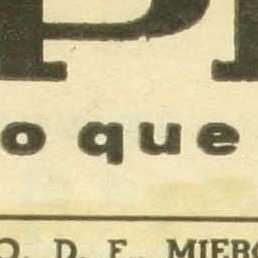 o que
O. D. F., MIERC